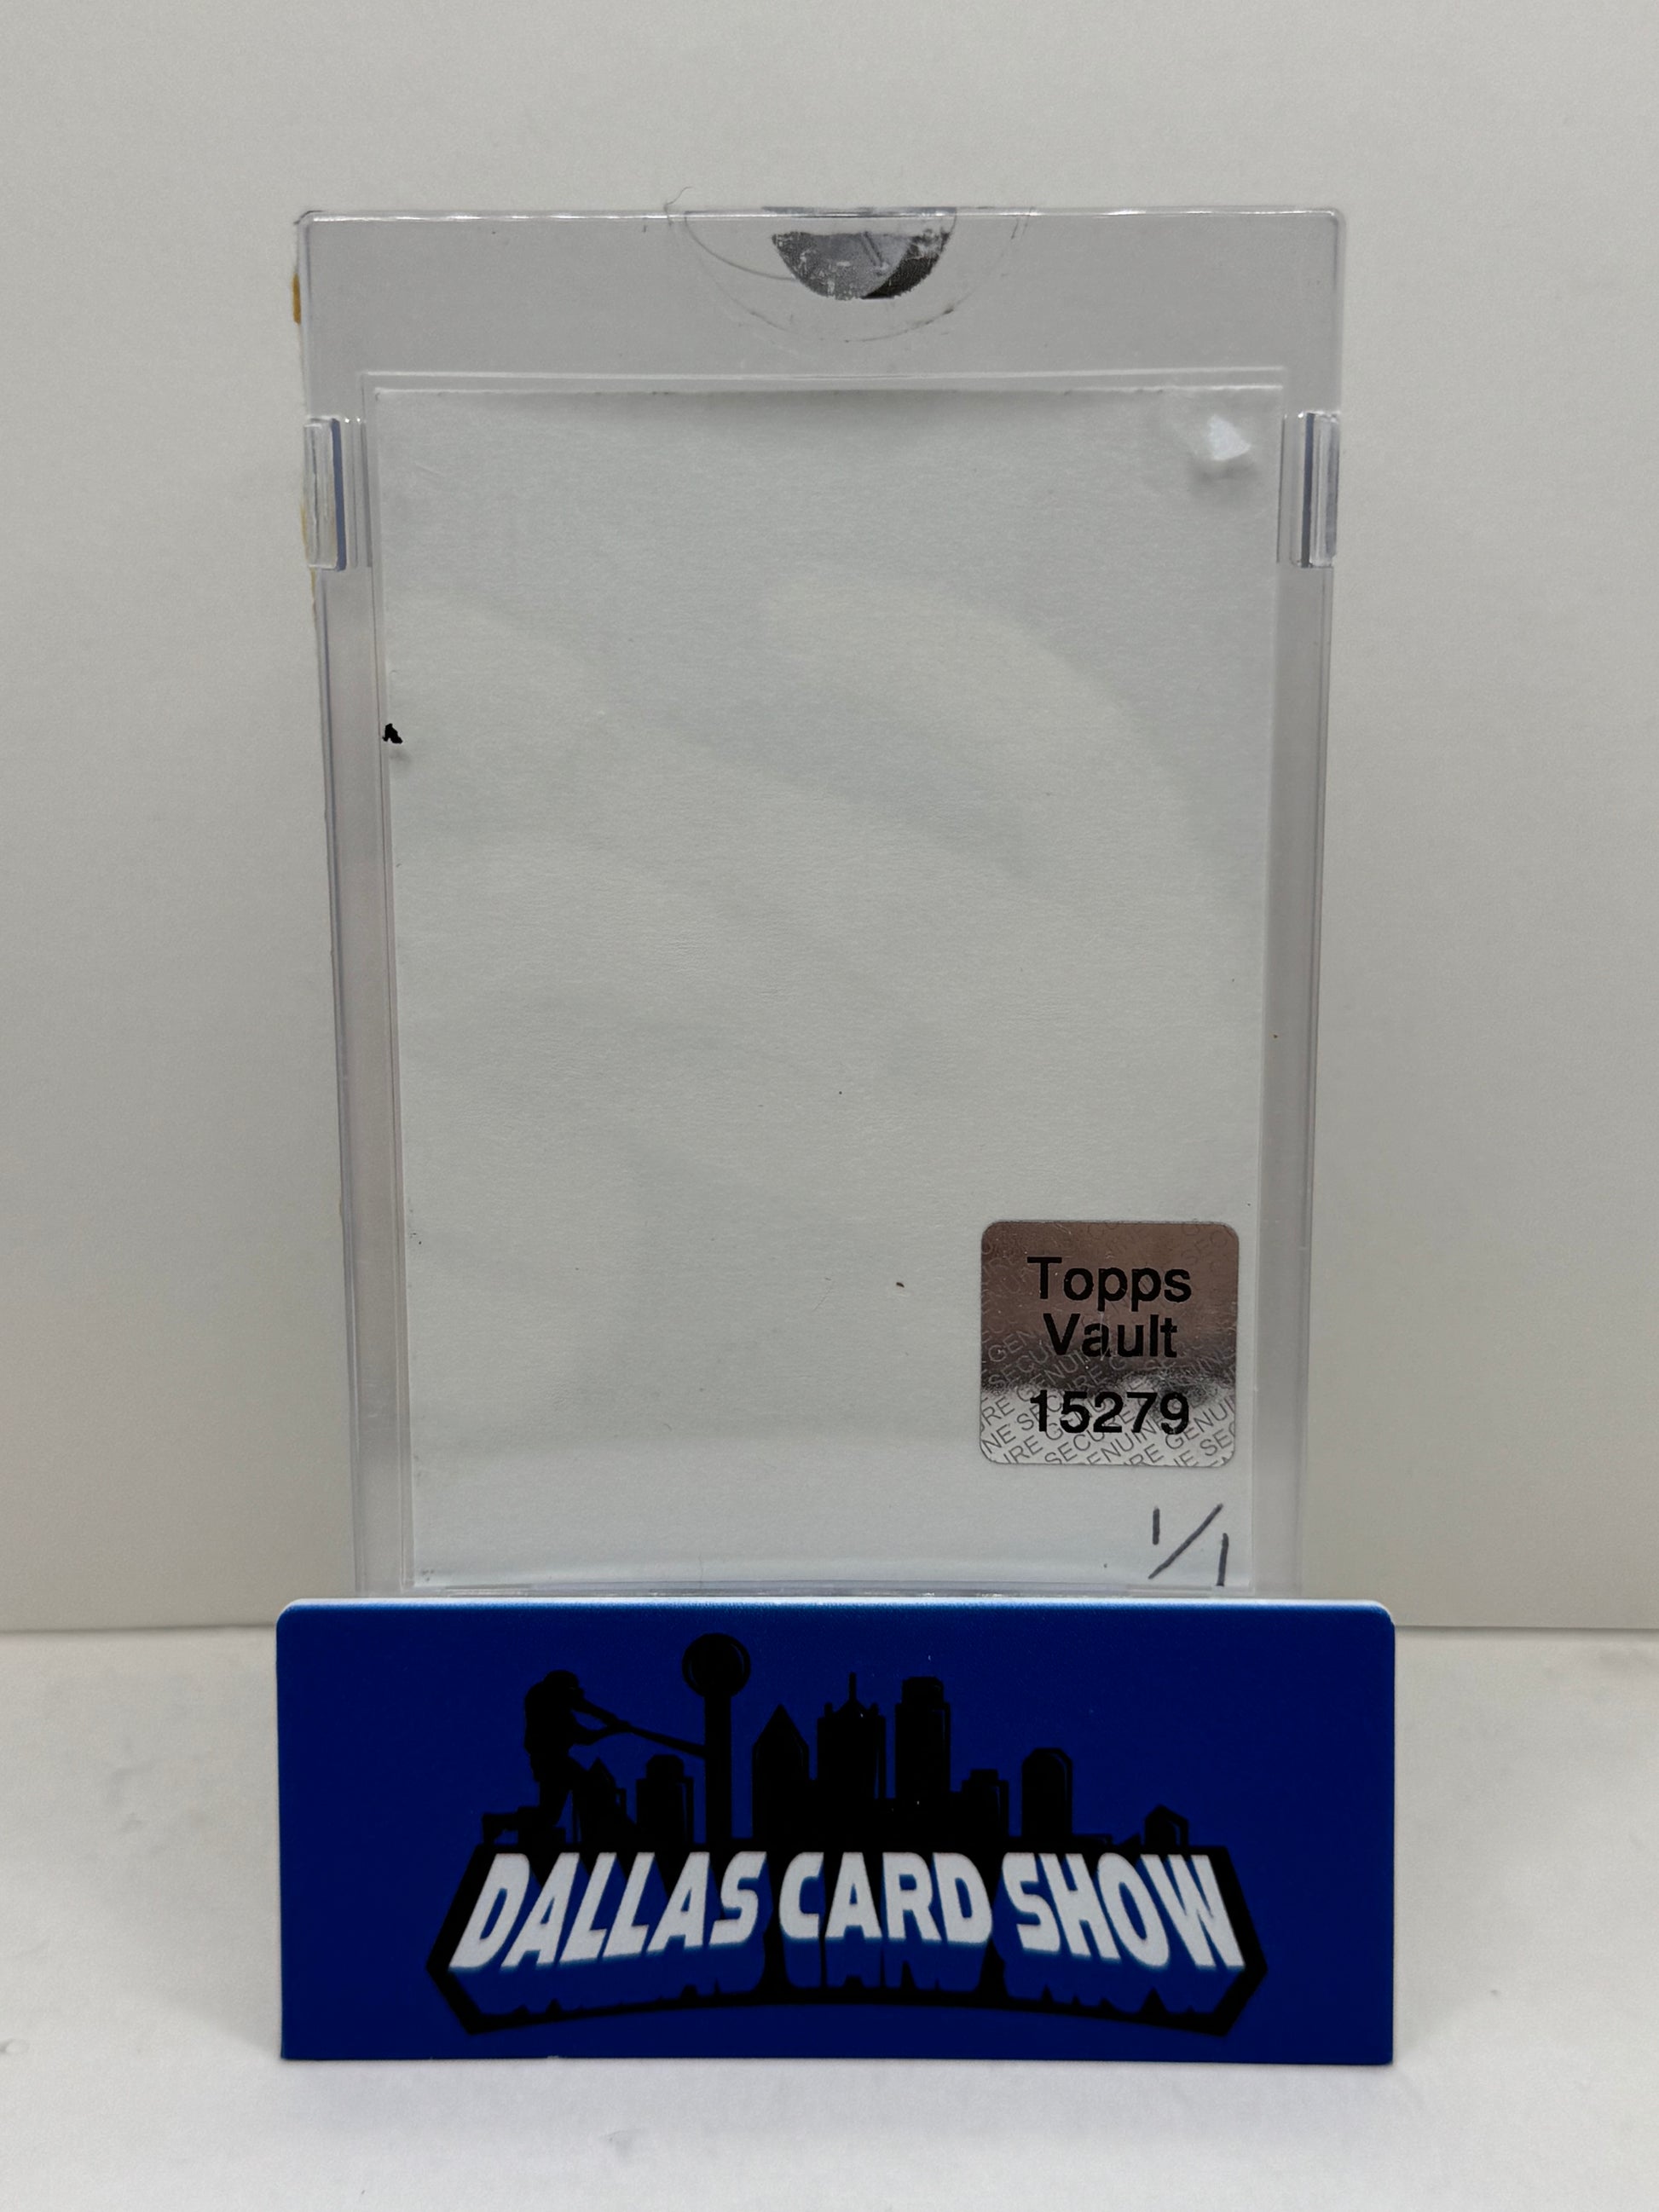 Topps
Vault
15279
1/1
DALLAS CARD SHOW